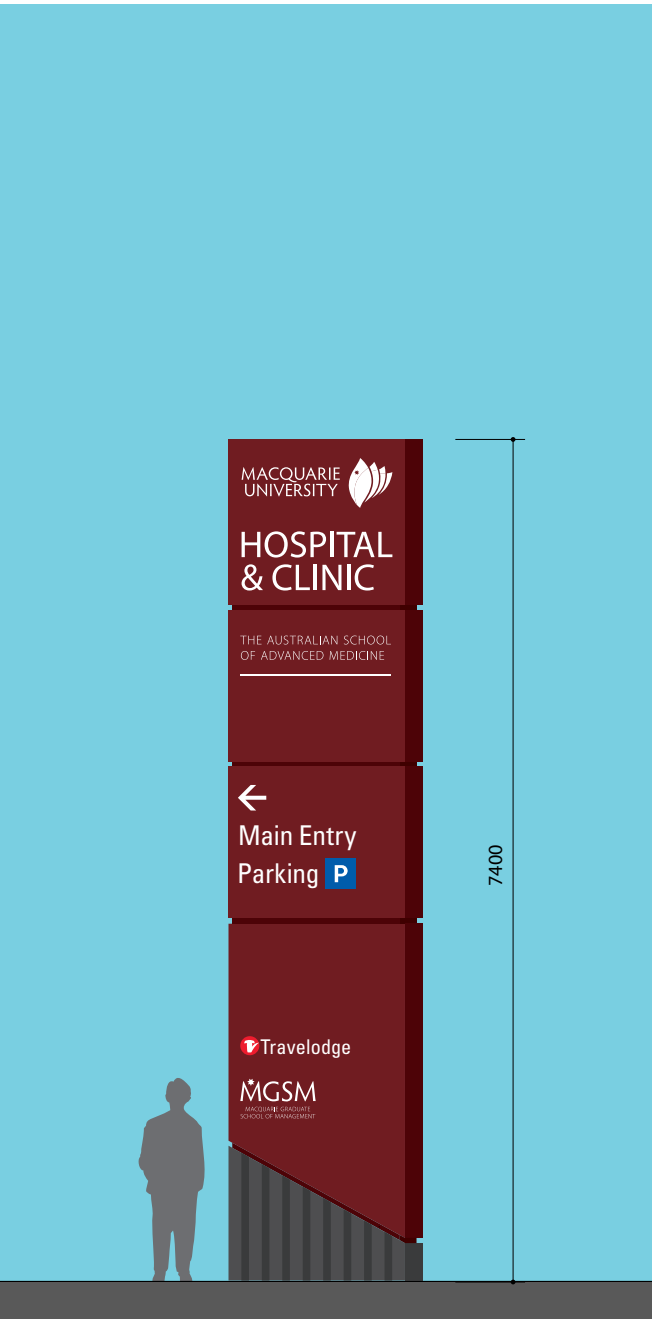 MACQUARIE
UNIVERSITY
HOSPITAL
& CLINIC
THE AUSTRALIAN SCHOOL
OF ADVANCED MEDICINE
Main Entry
Parking P
Travelodge
MGSM
MACQUARIE GRADUATE
SCHOOL OF MANAGEMENT
7400